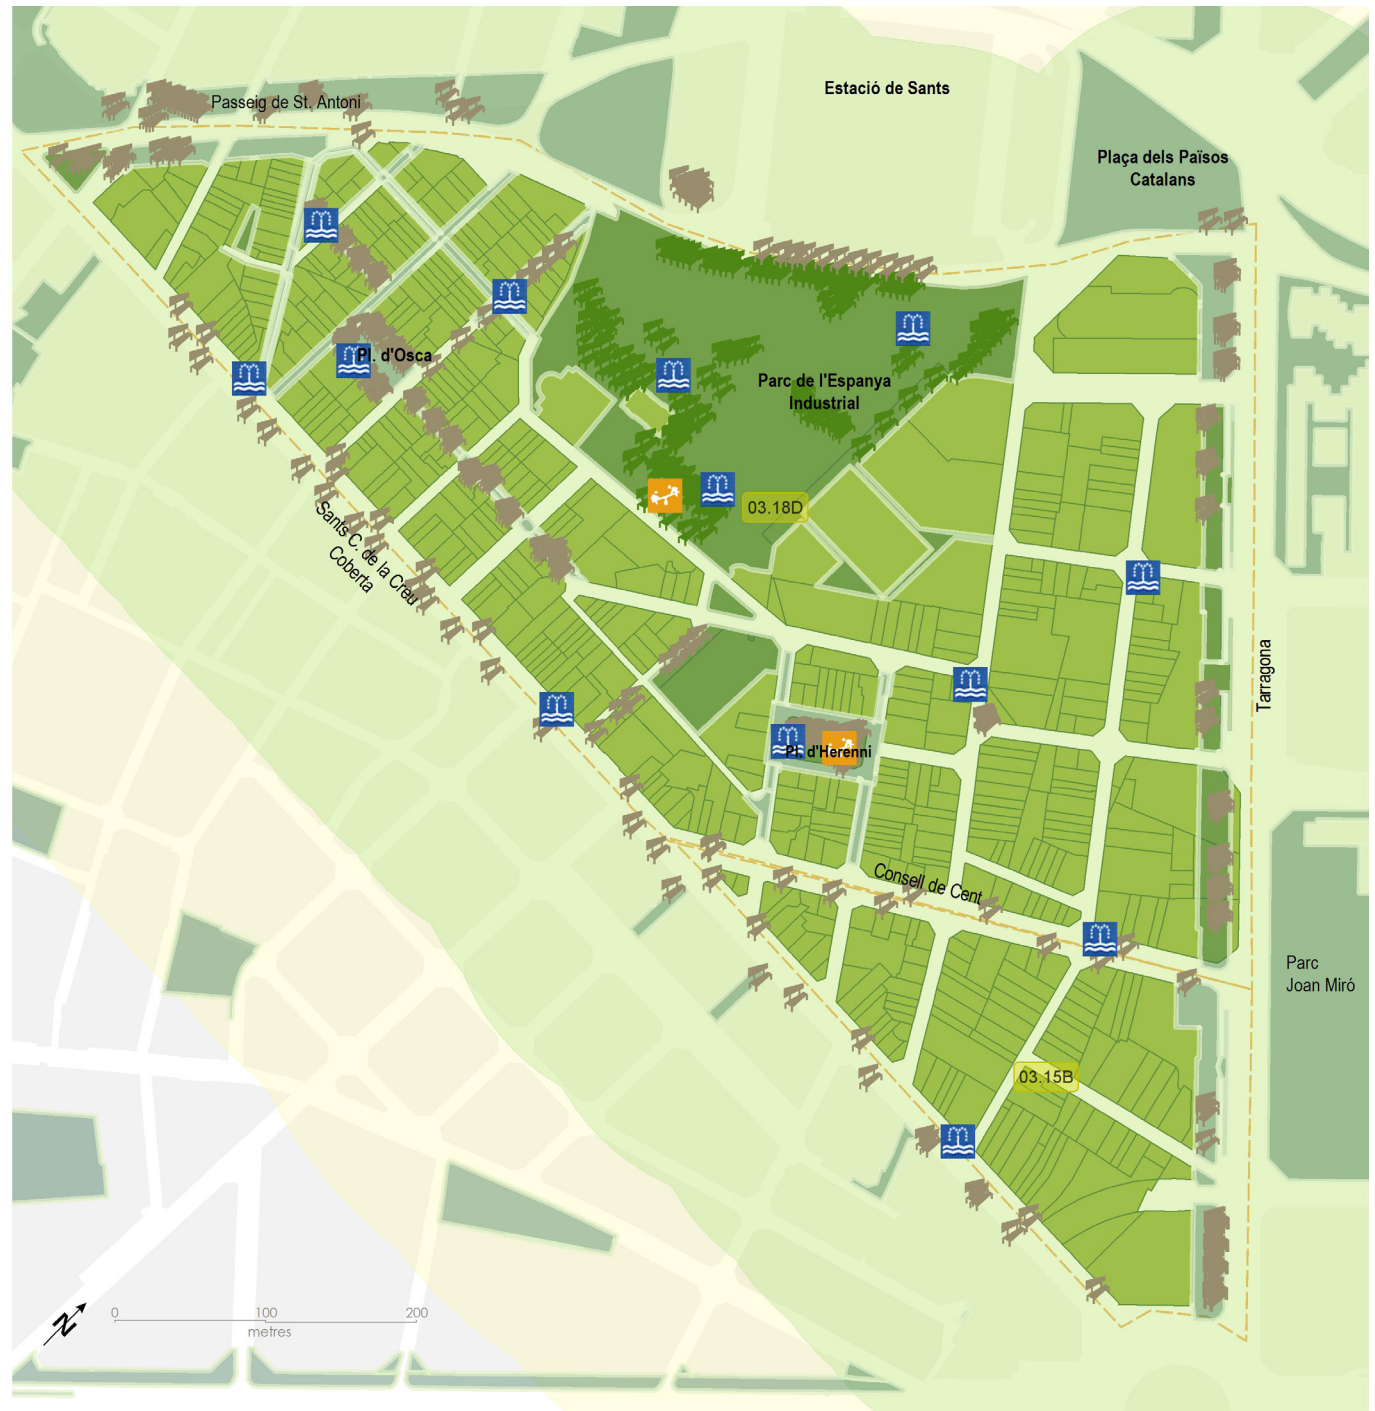 Estació de Sants
Passeig de St. Antoni
Plaça dels Països
Catalans
Pl. d'Osca
Parc de l'Espanya
Industrial
03.18D
Sants C. de la Creu
Coberta
Tarragona
Pl. d'Herenni
Consell de Cent
Parc
Joan Miró
03.15B
N
0 100 200
metres